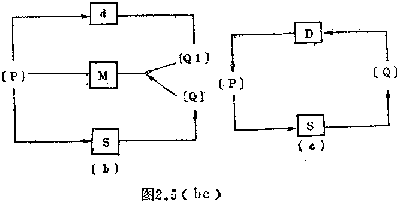 d
D
[Q1]
[P]
M
[P]
[Q]
[Q]
S
S
(b)
(c)
图2.5(bc)